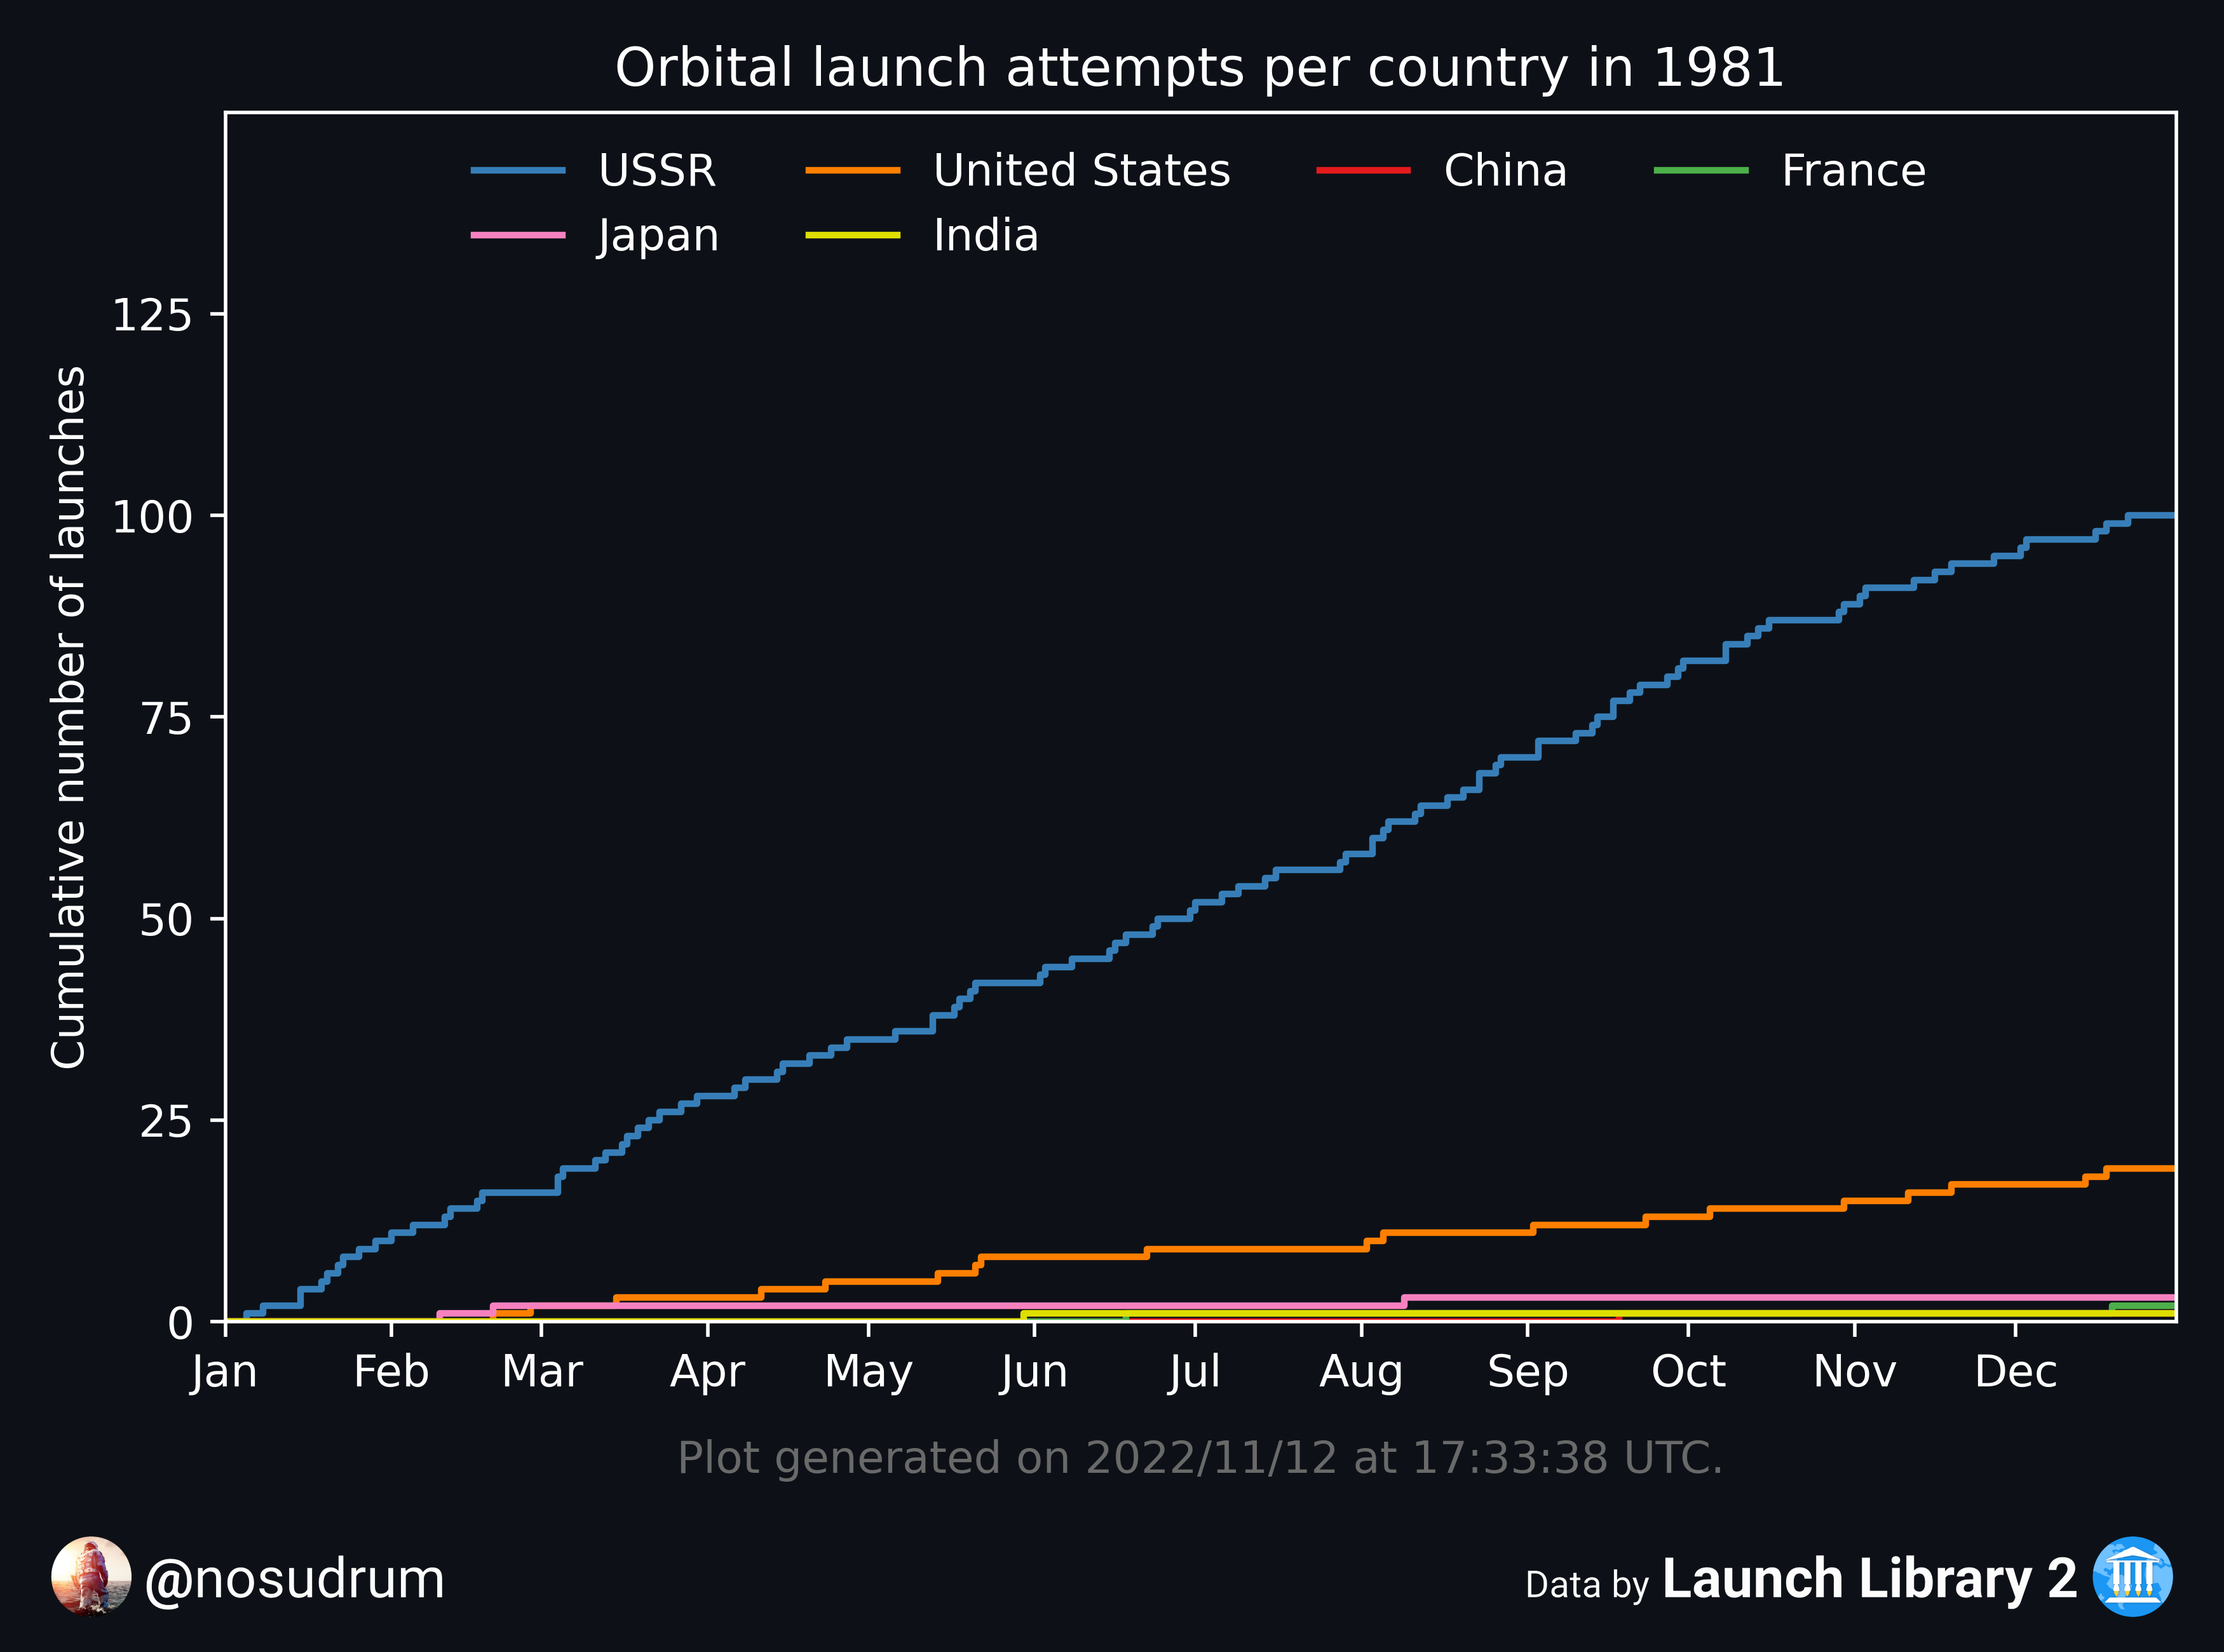 Orbital launch attempts per country in 1981
USSR United States China France
Japan India
Cumulative number of launches
125
100
75
50
25
0
Jan Feb Mar Apr May Jun Jul Aug Sep Oct Nov Dec
Plot generated on 2022/11/12 at 17:33:38 UTC.
@nosudrum
Data by Launch Library 2